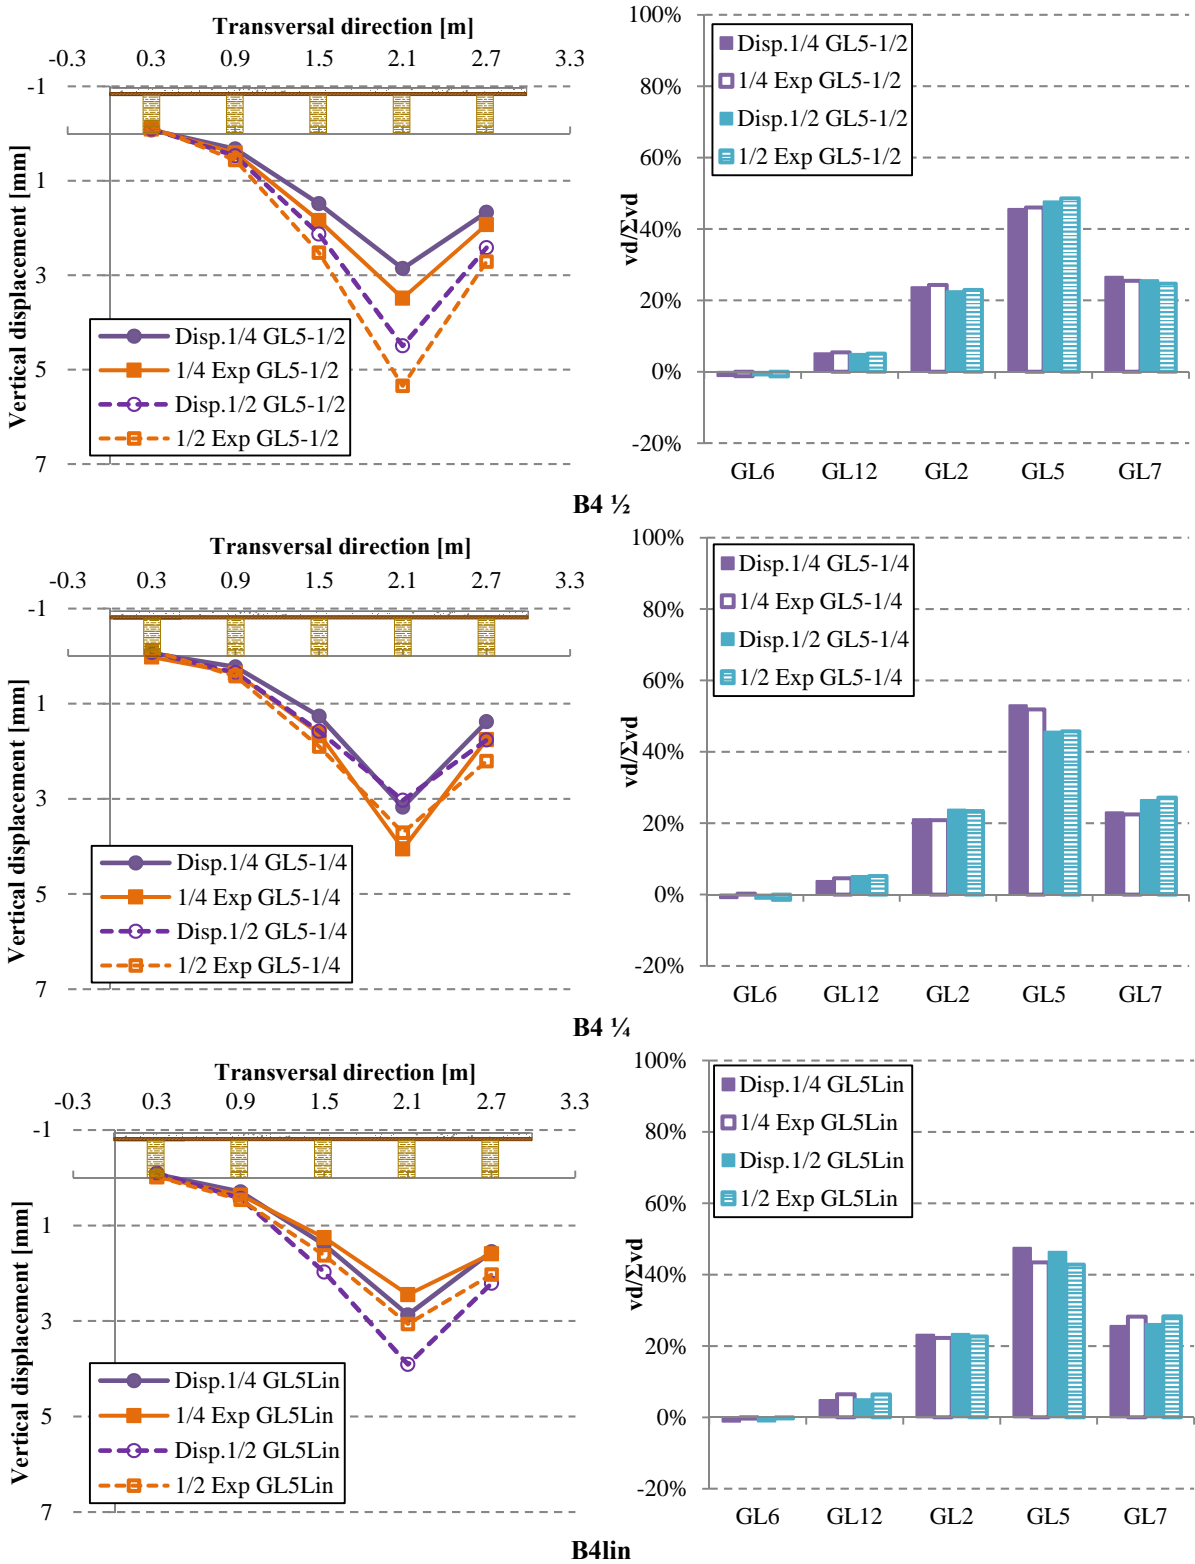 Transversal direction [m]
-0.3 0.3 0.9 1.5 2.1 2.7 3.3
-1
1
3
5
7
Vertical displacement [mm]
Disp.1/4 GL5-1/2
1/4 Exp GL5-1/2
Disp.1/2 GL5-1/2
1/2 Exp GL5-1/2
100%
80%
60%
40%
20%
0%
-20%
vd/Σvd
Disp.1/4 GL5-1/2
1/4 Exp GL5-1/2
Disp.1/2 GL5-1/2
1/2 Exp GL5-1/2
GL6 GL12 GL2 GL5 GL7
B4 ½
Transversal direction [m]
-0.3 0.3 0.9 1.5 2.1 2.7 3.3
-1
1
3
5
7
Vertical displacement [mm]
Disp.1/4 GL5-1/4
1/4 Exp GL5-1/4
Disp.1/2 GL5-1/4
1/2 Exp GL5-1/4
100%
80%
60%
40%
20%
0%
-20%
vd/Σvd
Disp.1/4 GL5-1/4
1/4 Exp GL5-1/4
Disp.1/2 GL5-1/4
1/2 Exp GL5-1/4
GL6 GL12 GL2 GL5 GL7
B4 ¼
Transversal direction [m]
-0.3 0.3 0.9 1.5 2.1 2.7 3.3
-1
1
3
5
7
Vertical displacement [mm]
Disp.1/4 GL5Lin
1/4 Exp GL5Lin
Disp.1/2 GL5Lin
1/2 Exp GL5Lin
100%
80%
60%
40%
20%
0%
-20%
vd/Σvd
Disp.1/4 GL5Lin
1/4 Exp GL5Lin
Disp.1/2 GL5Lin
1/2 Exp GL5Lin
GL6 GL12 GL2 GL5 GL7
B4lin